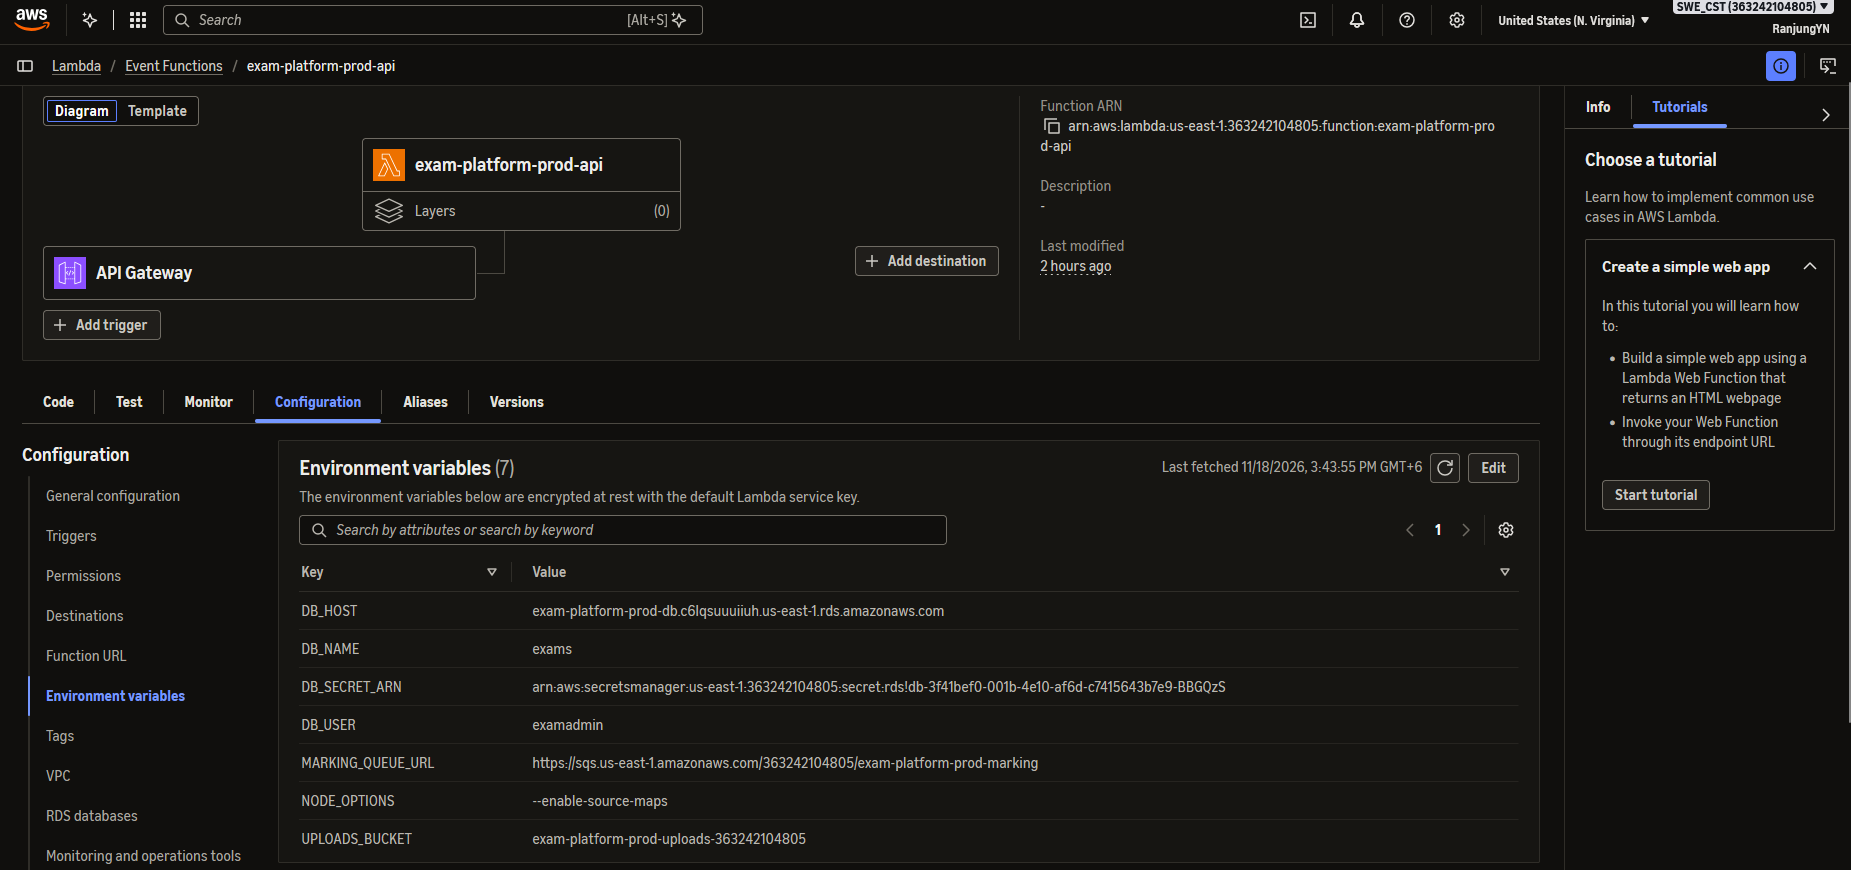 aws
Search [Alt+S]
United States (N. Virginia)
SWE_CST (363242104805)
RanjungYN
Lambda / Event Functions / exam-platform-prod-api
Diagram Template
exam-platform-prod-api
Layers (0)
API Gateway
Add trigger
Add destination
Function ARN
arn:aws:lambda:us-east-1:363242104805:function:exam-platform-pro
d-api
Description
-
Last modified
2 hours ago
Info
Tutorials
Choose a tutorial
Learn how to implement common use
cases in AWS Lambda.
Create a simple web app
In this tutorial you will learn how
to:
• Build a simple web app using a
Lambda Web Function that
returns an HTML webpage
• Invoke your Web Function
through its endpoint URL
Start tutorial
Code Test Monitor Configuration Aliases Versions
Configuration
General configuration
Triggers
Permissions
Destinations
Function URL
Environment variables
Tags
VPC
RDS databases
Monitoring and operations tools
Environment variables (7)
Last fetched 11/18/2026, 3:43:55 PM GMT+6
Edit
The environment variables below are encrypted at rest with the default Lambda service key.
Search by attributes or search by keyword
1
Key Value
DB_HOST exam-platform-prod-db.c6lqsuuuiiuh.us-east-1.rds.amazonaws.com
DB_NAME exams
DB_SECRET_ARN arn:aws:secretsmanager:us-east-1:363242104805:secret:rds!db-3f41bef0-001b-4e10-af6d-c7415643b7e9-BBGQzS
DB_USER examadmin
MARKING_QUEUE_URL https://sqs.us-east-1.amazonaws.com/363242104805/exam-platform-prod-marking
NODE_OPTIONS --enable-source-maps
UPLOADS_BUCKET exam-platform-prod-uploads-363242104805